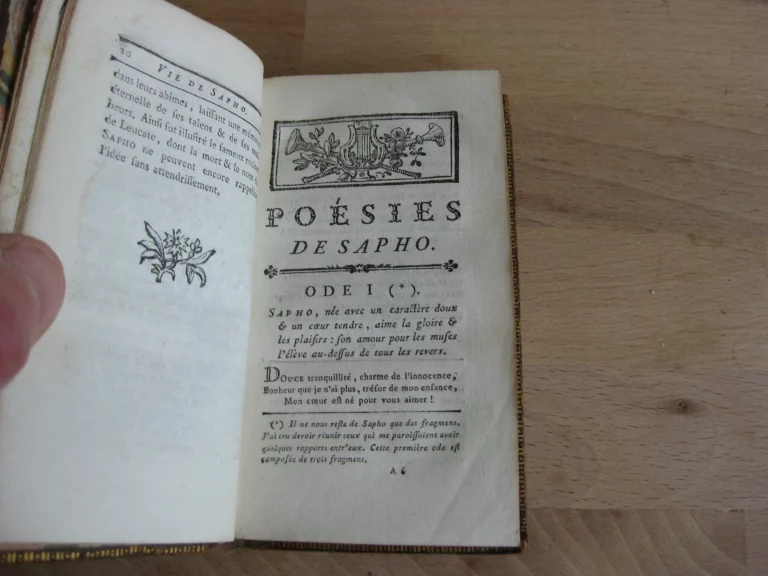 10 VIE DE SAPHO.
dans leurs abîmes, laissant une
éternelle de ſes talens & de ſes
heurs. Ainſi fut illuſtré le fameux
de Leucate, dont la mort & le nom
SAPHO ne peuvent encore
l'idée ſans attendriſſement.
POÉSIES
DE SAPHO.
ODE I (*).
SAPHO, née avec un caractère doux
& un cœur tendre, aime la gloire &
les plaiſirs : ſon amour pour les muſes
l'élève au-deſſus de tous les revers.
DOUCE tranquillité, charme de l'innocence,
Bonheur que je n'ai plus, tréſor de mon enfance,
Mon cœur eſt né pour vous aimer !
(*) Il ne nous reſte de Sapho que des fragmens.
J'ai cru devoir réunir ceux qui me paroiſſoient avoir
quelques rapports entr'eux. Cette première ode eſt
compoſée de trois fragmens.
A 6